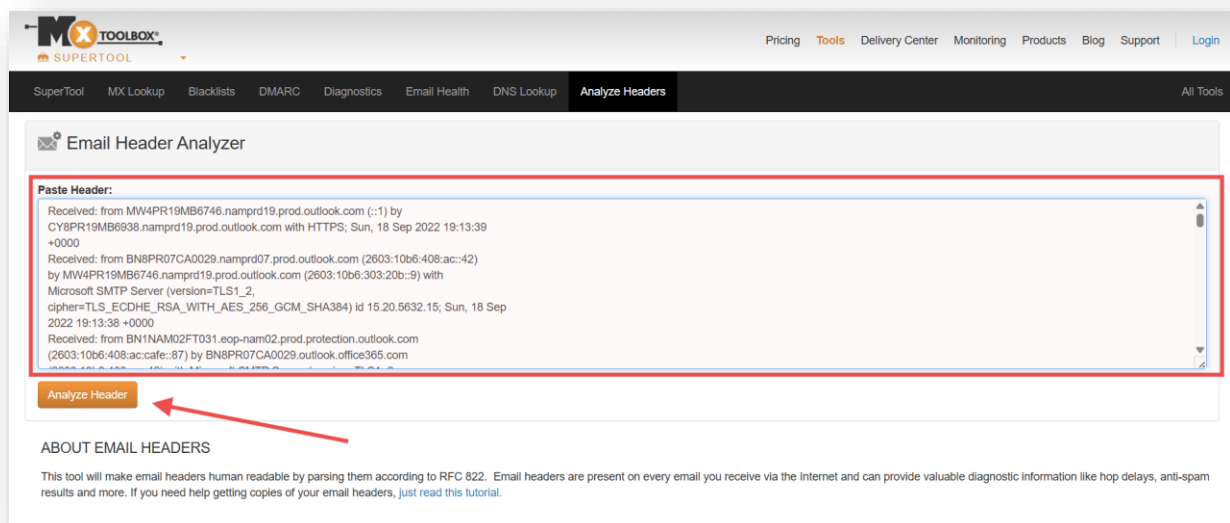 MX TOOLBOX®
SUPERTOOL
Pricing Tools Delivery Center Monitoring Products Blog Support Login
SuperTool MX Lookup Blacklists DMARC Diagnostics Email Health DNS Lookup Analyze Headers All Tools
Email Header Analyzer
Paste Header:
Received: from MW4PR19MB6746.namprd19.prod.outlook.com (::1) by
CY8PR19MB6938.namprd19.prod.outlook.com with HTTPS; Sun, 18 Sep 2022 19:13:39
+0000
Received: from BN8PR07CA0029.namprd07.prod.outlook.com (2603:10b6:408:ac::42)
by MW4PR19MB6746.namprd19.prod.outlook.com (2603:10b6:303:20b::9) with
Microsoft SMTP Server (version=TLS1_2,
cipher=TLS_ECDHE_RSA_WITH_AES_256_GCM_SHA384) id 15.20.5632.15; Sun, 18 Sep
2022 19:13:38 +0000
Received: from BN1NAM02FT031.eop-nam02.prod.protection.outlook.com
(2603:10b6:408:ac:cafe::87) by BN8PR07CA0029.outlook.office365.com
Analyze Header
ABOUT EMAIL HEADERS
This tool will make email headers human readable by parsing them according to RFC 822. Email headers are present on every email you receive via the Internet and can provide valuable diagnostic information like hop delays, anti-spam
results and more. If you need help getting copies of your email headers, just read this tutorial.